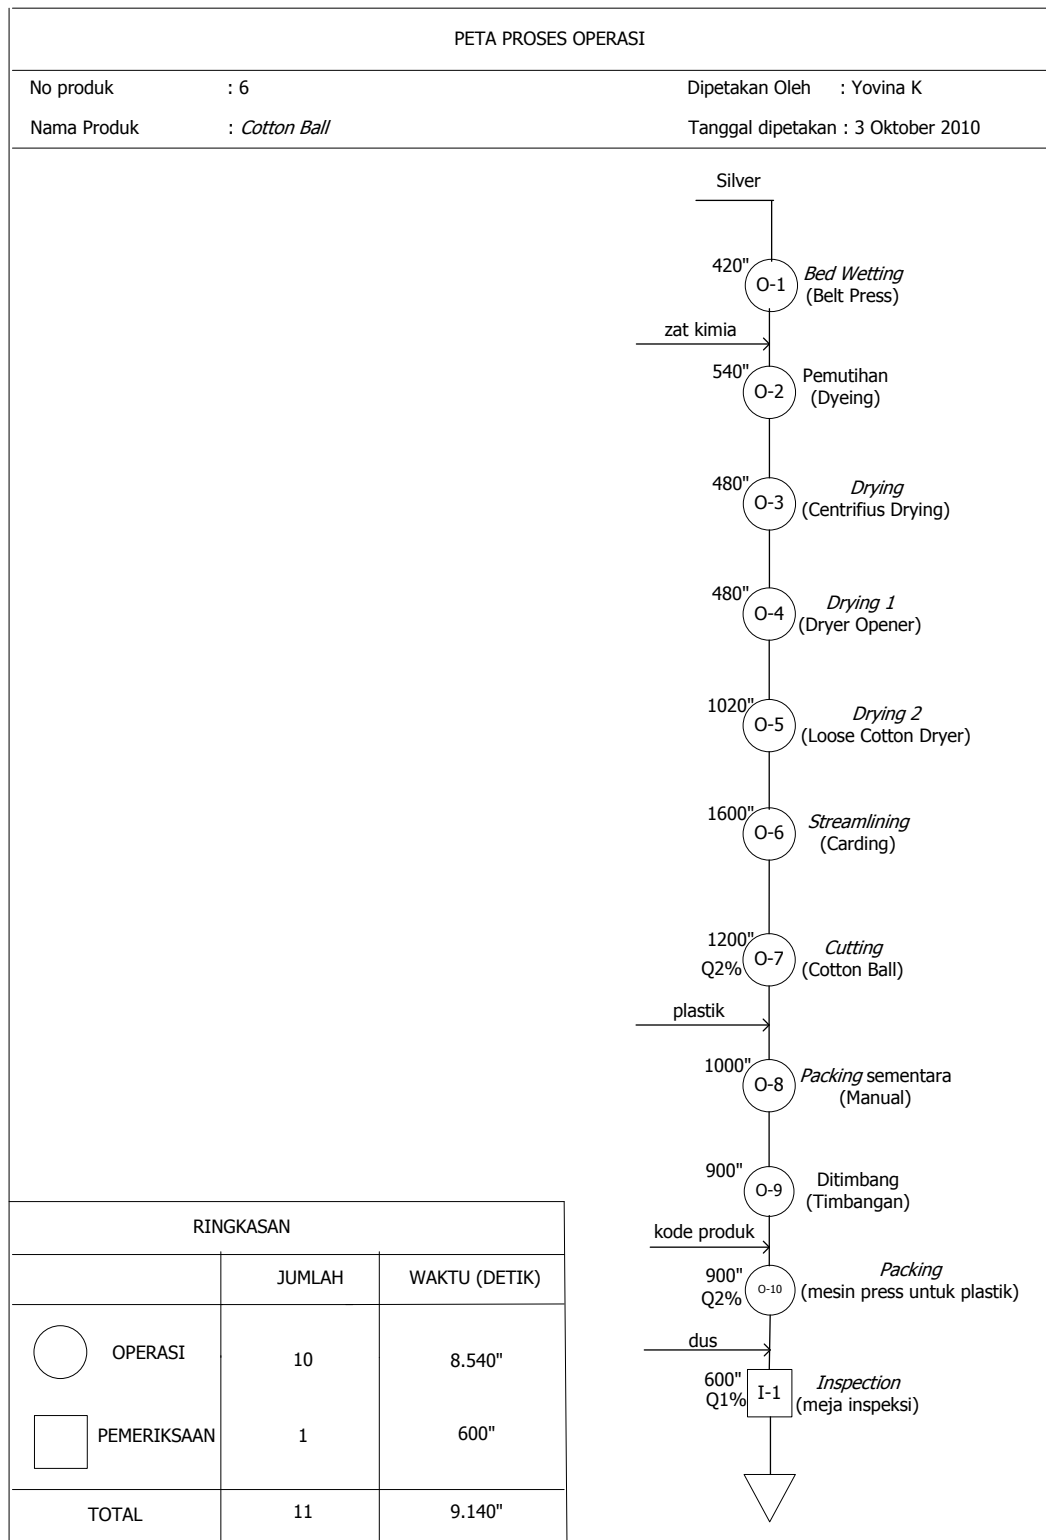 PETA PROSES OPERASI
No produk : 6
Dipetakan Oleh : Yovina K
Nama Produk : Cotton Ball
Tanggal dipetakan : 3 Oktober 2010
Silver
420"
O-1
Bed Wetting
(Belt Press)
zat kimia
540"
O-2
Pemutihan
(Dyeing)
480"
O-3
Drying
(Centrifius Drying)
480"
O-4
Drying 1
(Dryer Opener)
1020"
O-5
Drying 2
(Loose Cotton Dryer)
1600"
O-6
Streamlining
(Carding)
1200"
Q2%
O-7
Cutting
(Cotton Ball)
plastik
1000"
O-8
Packing sementara
(Manual)
900"
O-9
Ditimbang
(Timbangan)
kode produk
900"
Q2%
O-10
Packing
(mesin press untuk plastik)
dus
600"
Q1%
I-1
Inspection
(meja inspeksi)
RINGKASAN
JUMLAH WAKTU (DETIK)
OPERASI 10 8.540"
PEMERIKSAAN 1 600"
TOTAL 11 9.140"